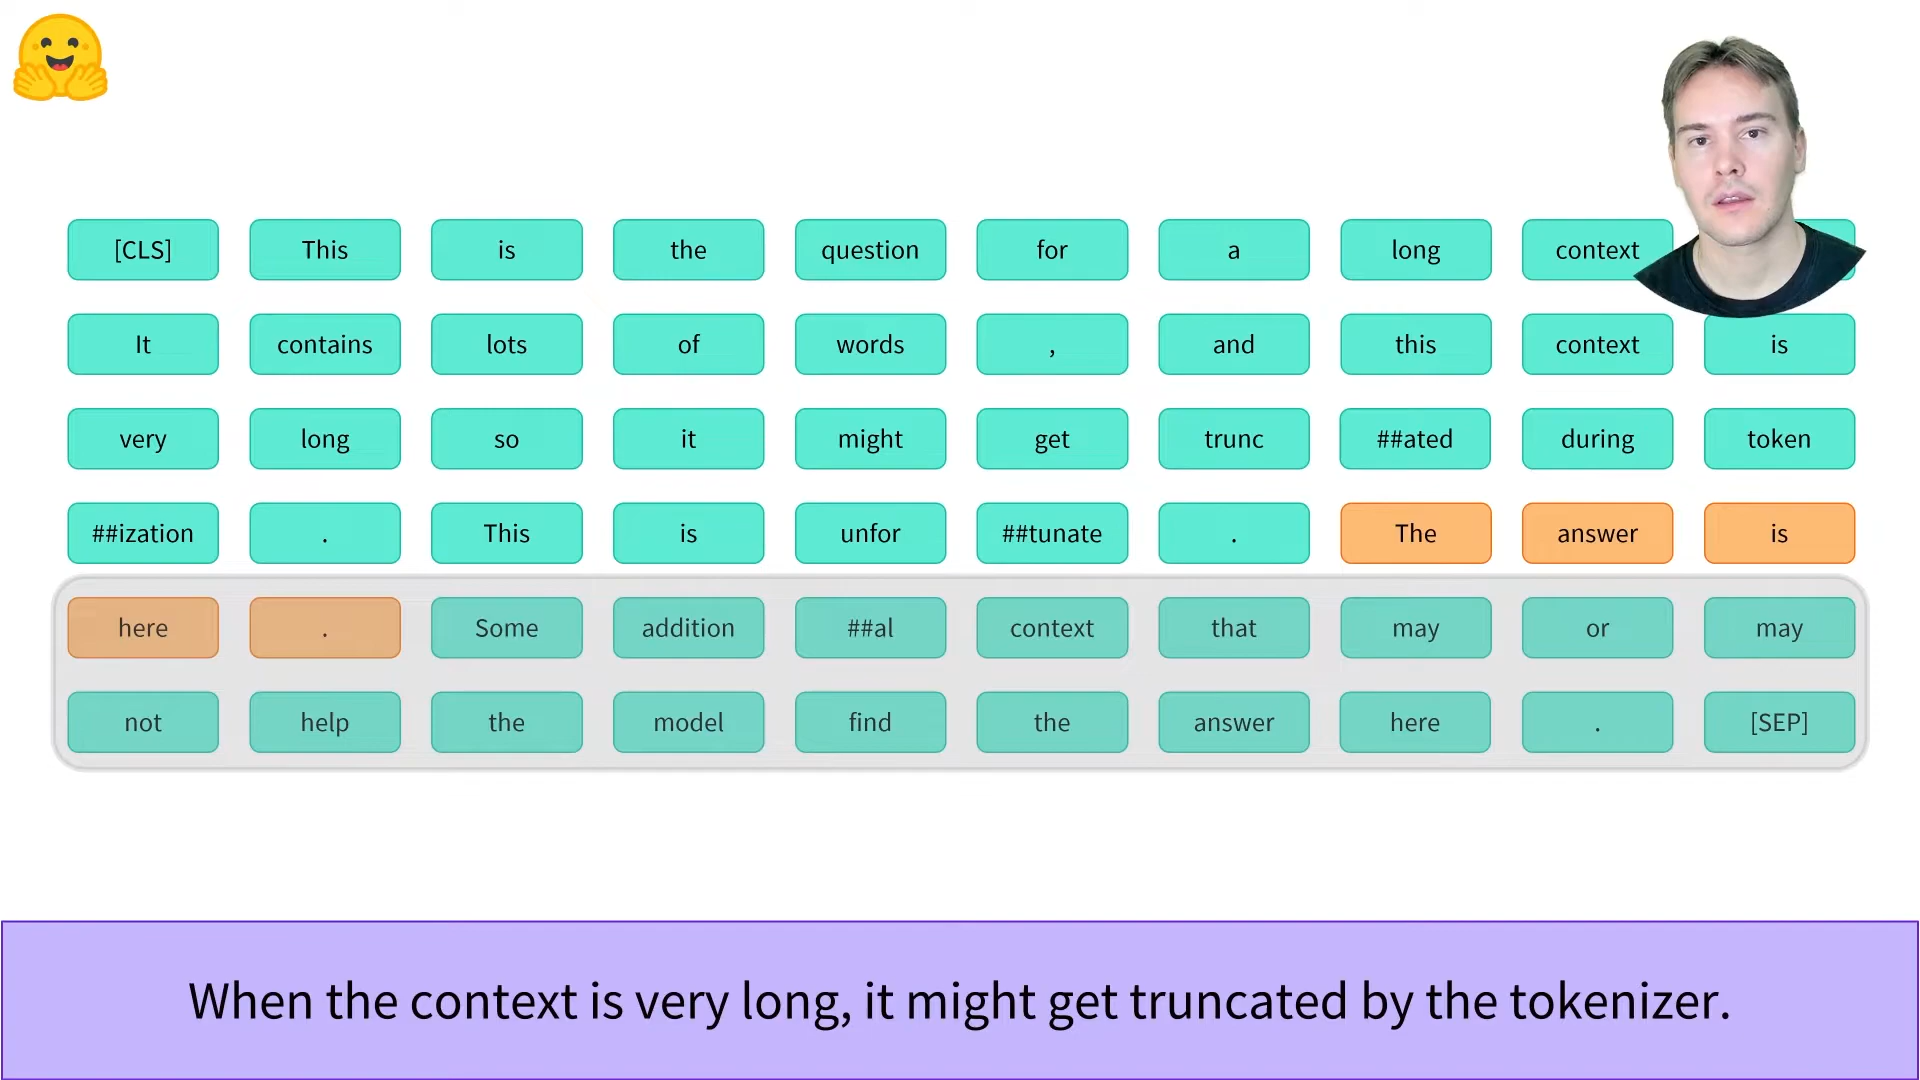 [CLS] This is the question for a long context
It contains lots of words , and this context is
very long so it might get trunc ##ated during token
##ization . This is unfor ##tunate . The answer is
here . Some addition ##al context that may or may
not help the model find the answer here . [SEP]
When the context is very long, it might get truncated by the tokenizer.